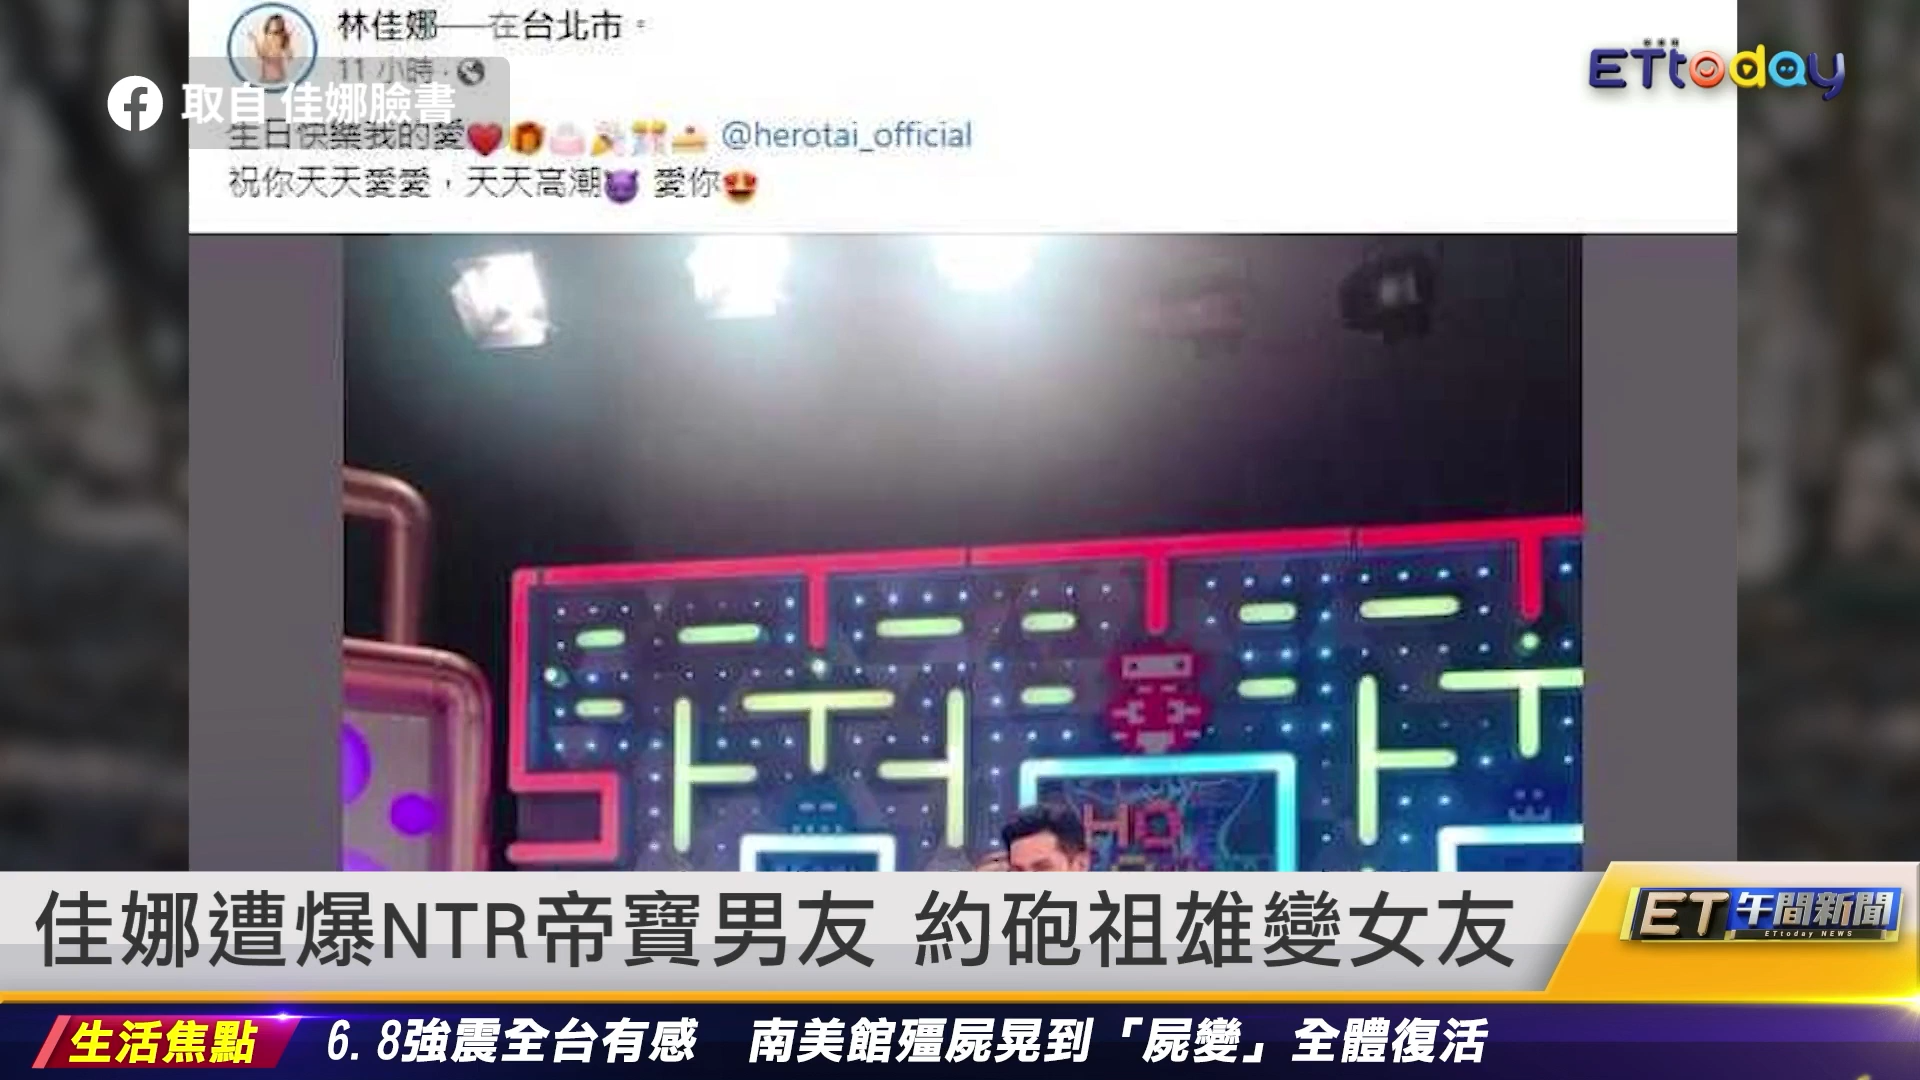 林佳娜──在台北市。
11 小時 ·
ETtoday
取自 佳娜臉書
生日快樂我的愛❤️🎁🎂🎉🎊🍰 @herotai_official
祝你天天愛愛，天天高潮😈 愛你😍
HQ
佳娜遭爆NTR帝寶男友 約砲祖雄變女友
ET午間新聞
ETtoday NEWS
生活焦點 6.8強震全台有感 南美館殭屍晃到「屍變」全體復活